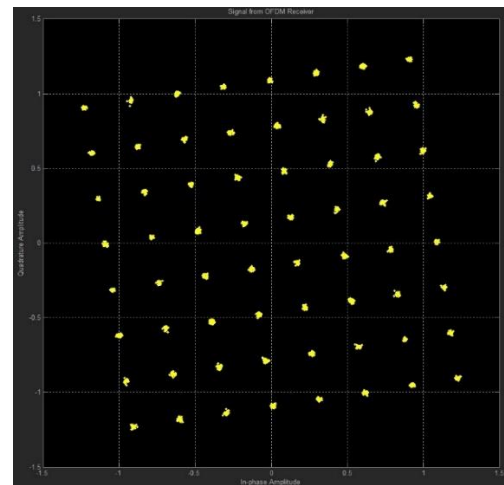 Signal from OFDM Receiver
1.5
1
0.5
0
-0.5
-1
-1.5
Quadrature Amplitude
-1.5 -1 -0.5 0 0.5 1 1.5
In-phase Amplitude